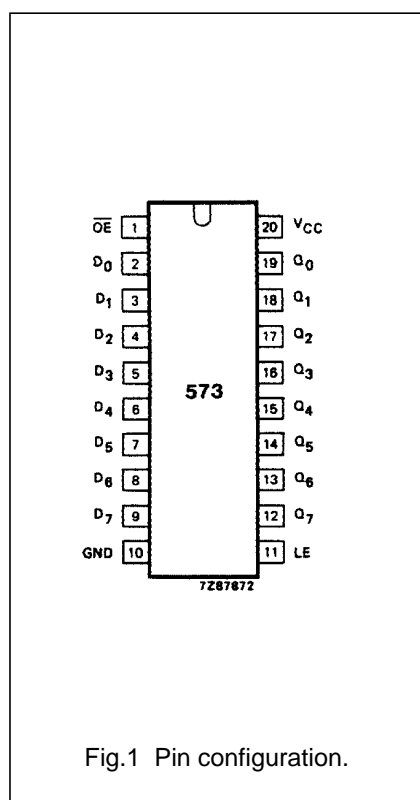 OE 1 20 VCC
D0 2 19 Q0
D1 3 18 Q1
D2 4 17 Q2
D3 5 16 Q3
573
D4 6 15 Q4
D5 7 14 Q5
D6 8 13 Q6
D7 9 12 Q7
GND 10 11 LE
7Z87872
Fig.1 Pin configuration.